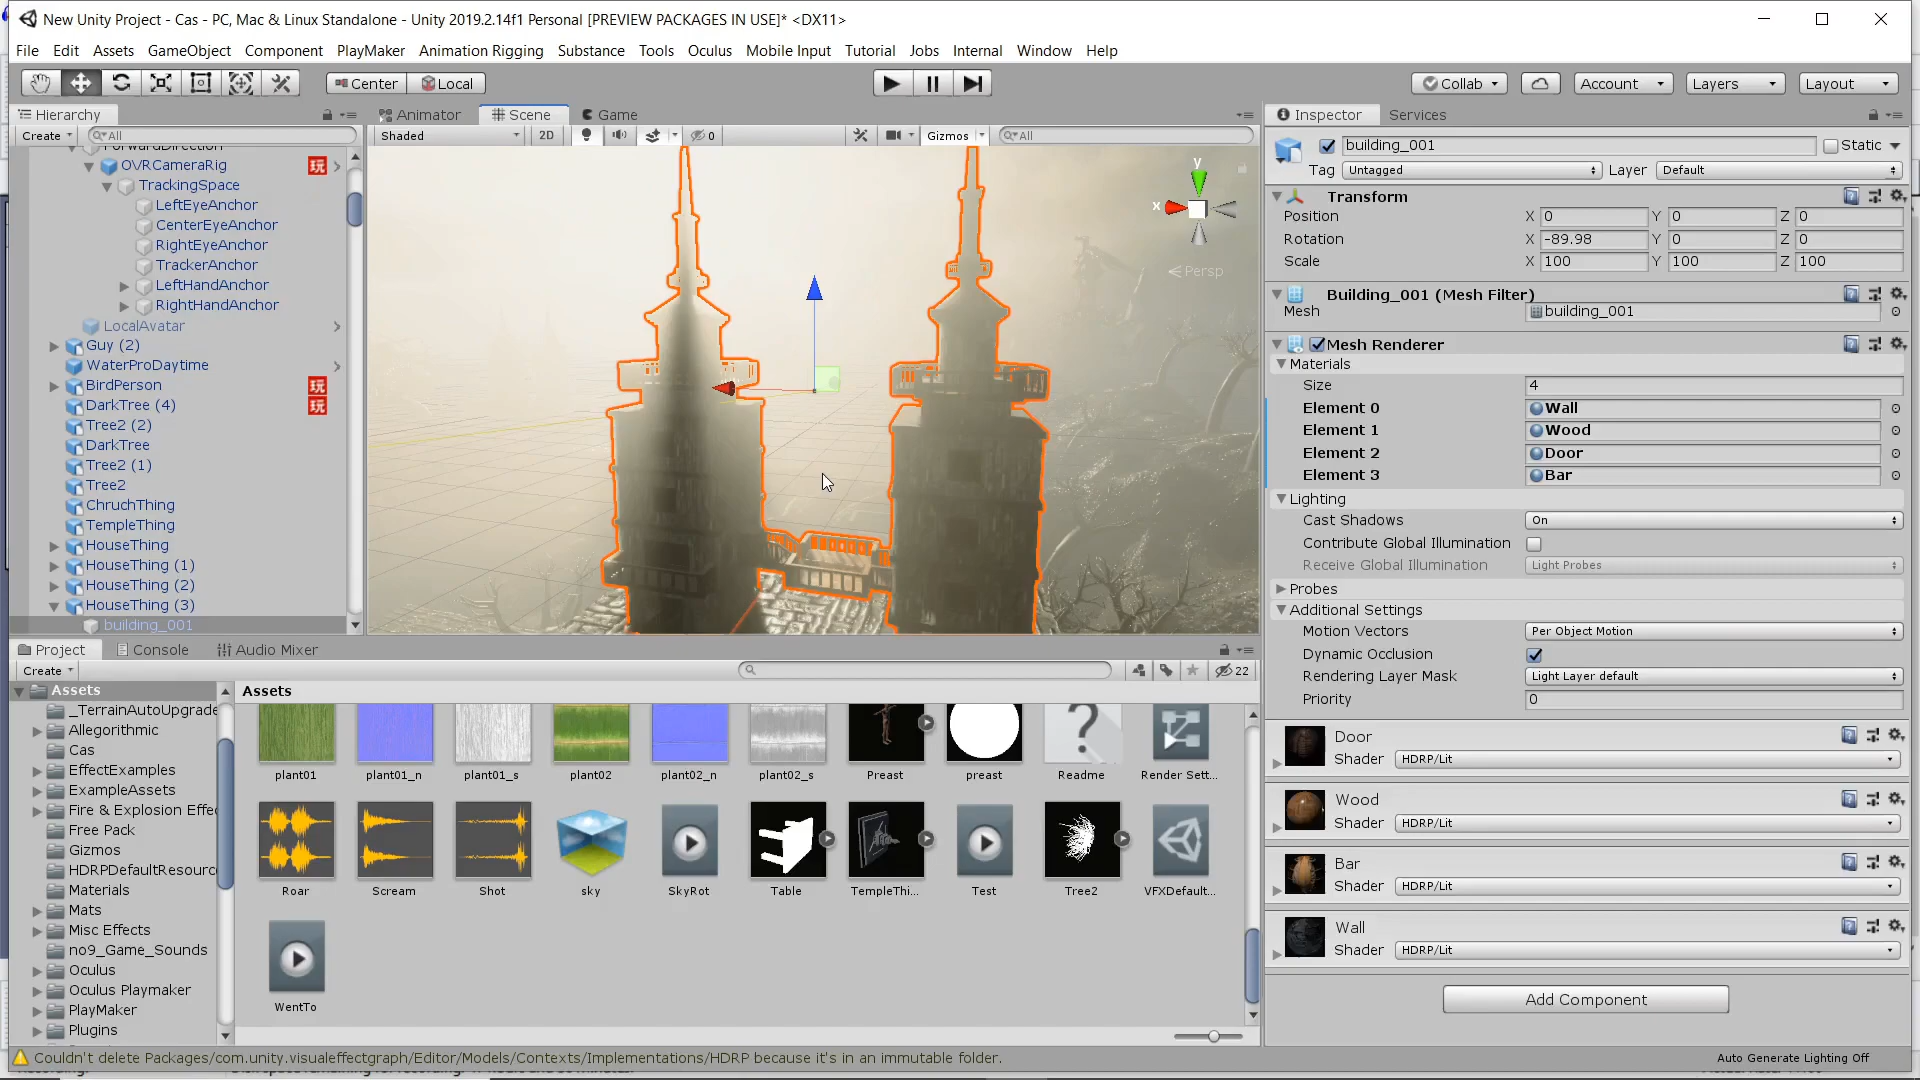 New Unity Project - Cas - PC, Mac & Linux Standalone - Unity 2019.2.14f1 Personal [PREVIEW PACKAGES IN USE]* <DX11>
File Edit Assets GameObject Component PlayMaker Animation Rigging Substance Tools Oculus Mobile Input Tutorial Jobs Internal Window Help
Center Local Collab Account Layers Layout
Hierarchy
Create All
ForwardDirection
OVRCameraRig 玩
TrackingSpace
LeftEyeAnchor
CenterEyeAnchor
RightEyeAnchor
TrackerAnchor
LeftHandAnchor
RightHandAnchor
LocalAvatar
Guy (2)
WaterProDaytime
BirdPerson 玩
DarkTree (4) 玩
Tree2 (2)
DarkTree
Tree2 (1)
Tree2
ChruchThing
TempleThing
HouseThing
HouseThing (1)
HouseThing (2)
HouseThing (3)
building_001
Animator Scene Game
Shaded 2D 0 Gizmos All
y
x
Persp
Inspector Services
building_001 Static
Tag Untagged Layer Default
Transform
Position X 0 Y 0 Z 0
Rotation X -89.98 Y 0 Z 0
Scale X 100 Y 100 Z 100
Building_001 (Mesh Filter)
Mesh building_001
Mesh Renderer
Materials
Size 4
Element 0 Wall
Element 1 Wood
Element 2 Door
Element 3 Bar
Lighting
Cast Shadows On
Contribute Global Illumination
Receive Global Illumination Light Probes
Probes
Additional Settings
Motion Vectors Per Object Motion
Dynamic Occlusion
Rendering Layer Mask Light Layer default
Priority 0
Door
Shader HDRP/Lit
Wood
Shader HDRP/Lit
Bar
Shader HDRP/Lit
Wall
Shader HDRP/Lit
Add Component
Project Console Audio Mixer
Create 22
Assets
_TerrainAutoUpgrade
Allegorithmic
Cas
EffectExamples
ExampleAssets
Fire & Explosion Effe
Free Pack
Gizmos
HDRPDefaultResourc
Materials
Mats
Misc Effects
no9_Game_Sounds
Oculus
Oculus Playmaker
PlayMaker
Plugins
Assets
plant01 plant01_n plant01_s plant02 plant02_n plant02_s Preast preast Readme Render Sett...
Roar Scream Shot sky SkyRot Table TempleThi... Test Tree2 VFXDefault...
WentTo
Couldn't delete Packages/com.unity.visualeffectgraph/Editor/Models/Contexts/Implementations/HDRP because it's in an immutable folder.
Auto Generate Lighting Off